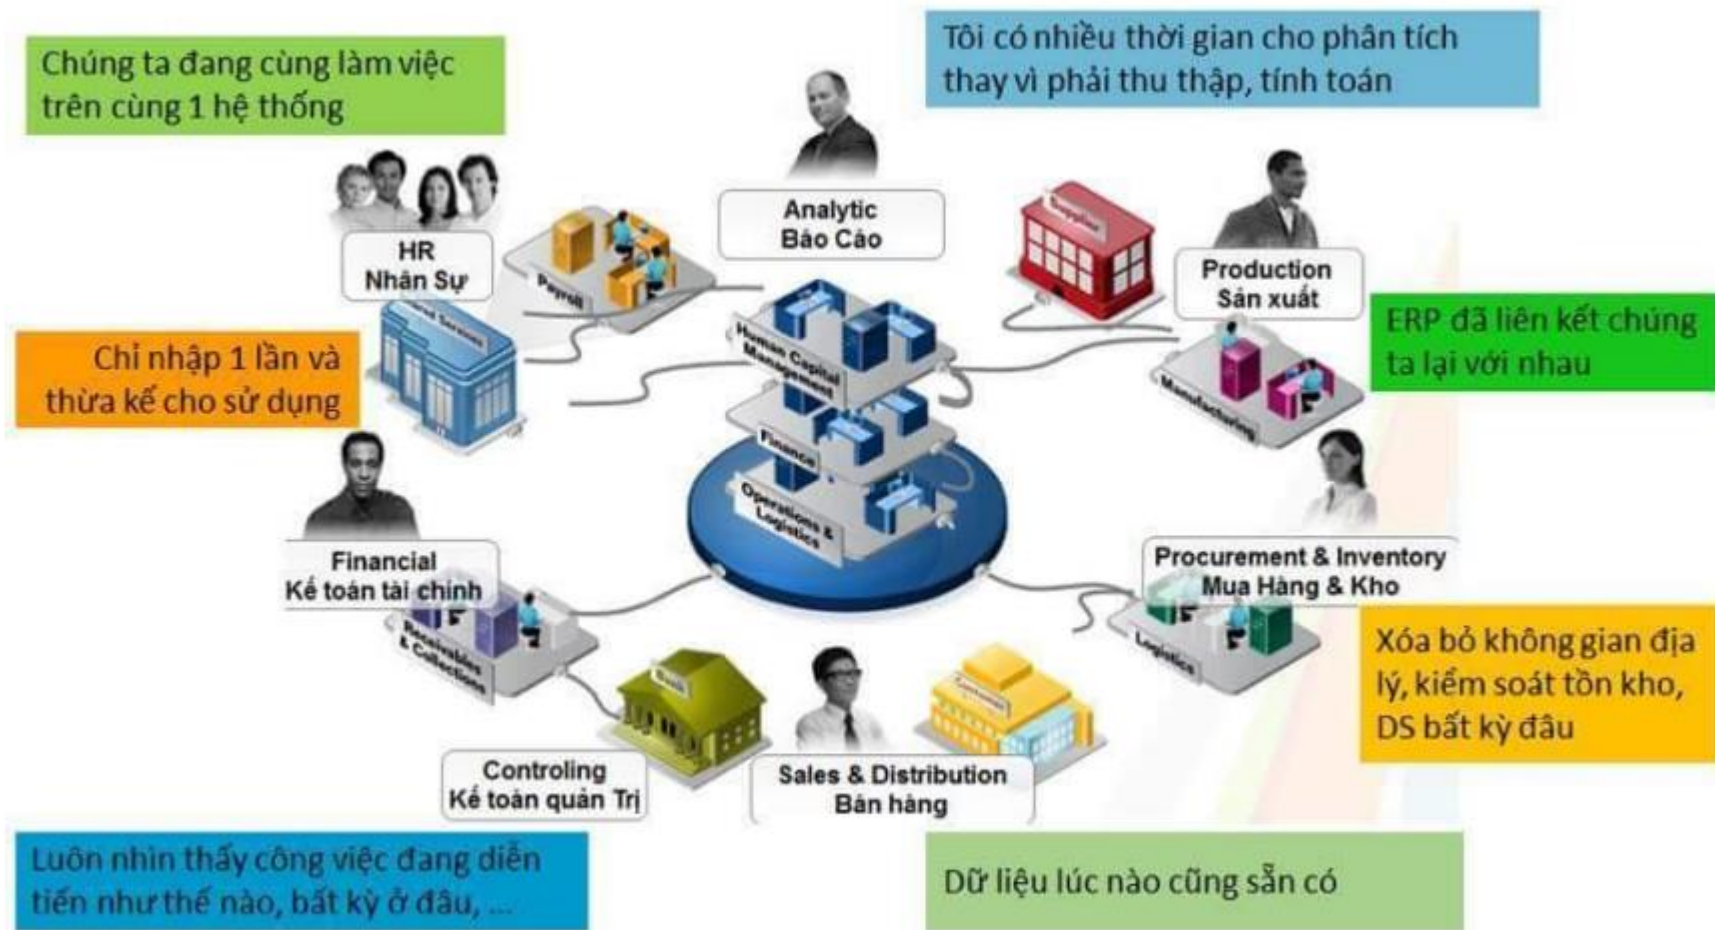 Chúng ta đang cùng làm việc
trên cùng 1 hệ thống
Tôi có nhiều thời gian cho phân tích
thay vì phải thu thập, tính toán
Analytic
Báo Cáo
HR
Nhân Sự
Payroll
Supplier
Production
Sản xuất
Chỉ nhập 1 lần và
thừa kế cho sử dụng
Services
Human Capital
Management
Manufacturing
ERP đã liên kết chúng
ta lại với nhau
Finance
Operations &
Logistics
Financial
Kế toán tài chính
Receivables
& Collections
Procurement & Inventory
Mua Hàng & Kho
Logistics
Xóa bỏ không gian địa
lý, kiểm soát tồn kho,
DS bất kỳ đâu
Bank
Customer
Controling
Kế toán quản Trị
Sales & Distribution
Bán hàng
Luôn nhìn thấy công việc đang diễn
tiến như thế nào, bất kỳ ở đâu, ...
Dữ liệu lúc nào cũng sẵn có